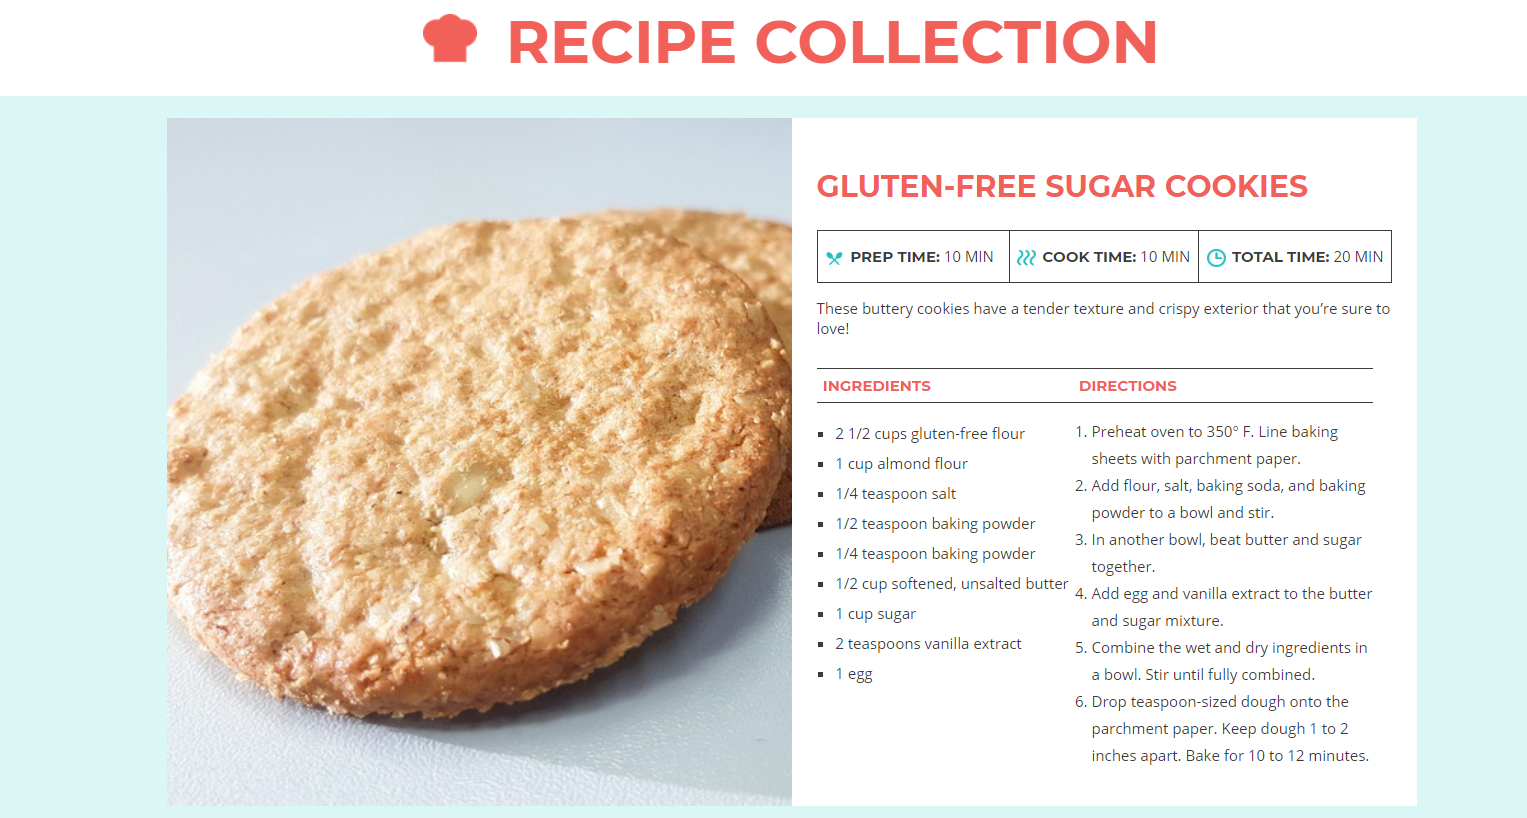 RECIPE COLLECTION
GLUTEN-FREE SUGAR COOKIES
PREP TIME: 10 MIN
COOK TIME: 10 MIN
TOTAL TIME: 20 MIN
These buttery cookies have a tender texture and crispy exterior that you’re sure to
love!
INGREDIENTS
2 1/2 cups gluten-free flour
1 cup almond flour
1/4 teaspoon salt
1/2 teaspoon baking powder
1/4 teaspoon baking powder
1/2 cup softened, unsalted butter
1 cup sugar
2 teaspoons vanilla extract
1 egg
DIRECTIONS
1. Preheat oven to 350° F. Line baking
sheets with parchment paper.
2. Add flour, salt, baking soda, and baking
powder to a bowl and stir.
3. In another bowl, beat butter and sugar
together.
4. Add egg and vanilla extract to the butter
and sugar mixture.
5. Combine the wet and dry ingredients in
a bowl. Stir until fully combined.
6. Drop teaspoon-sized dough onto the
parchment paper. Keep dough 1 to 2
inches apart. Bake for 10 to 12 minutes.